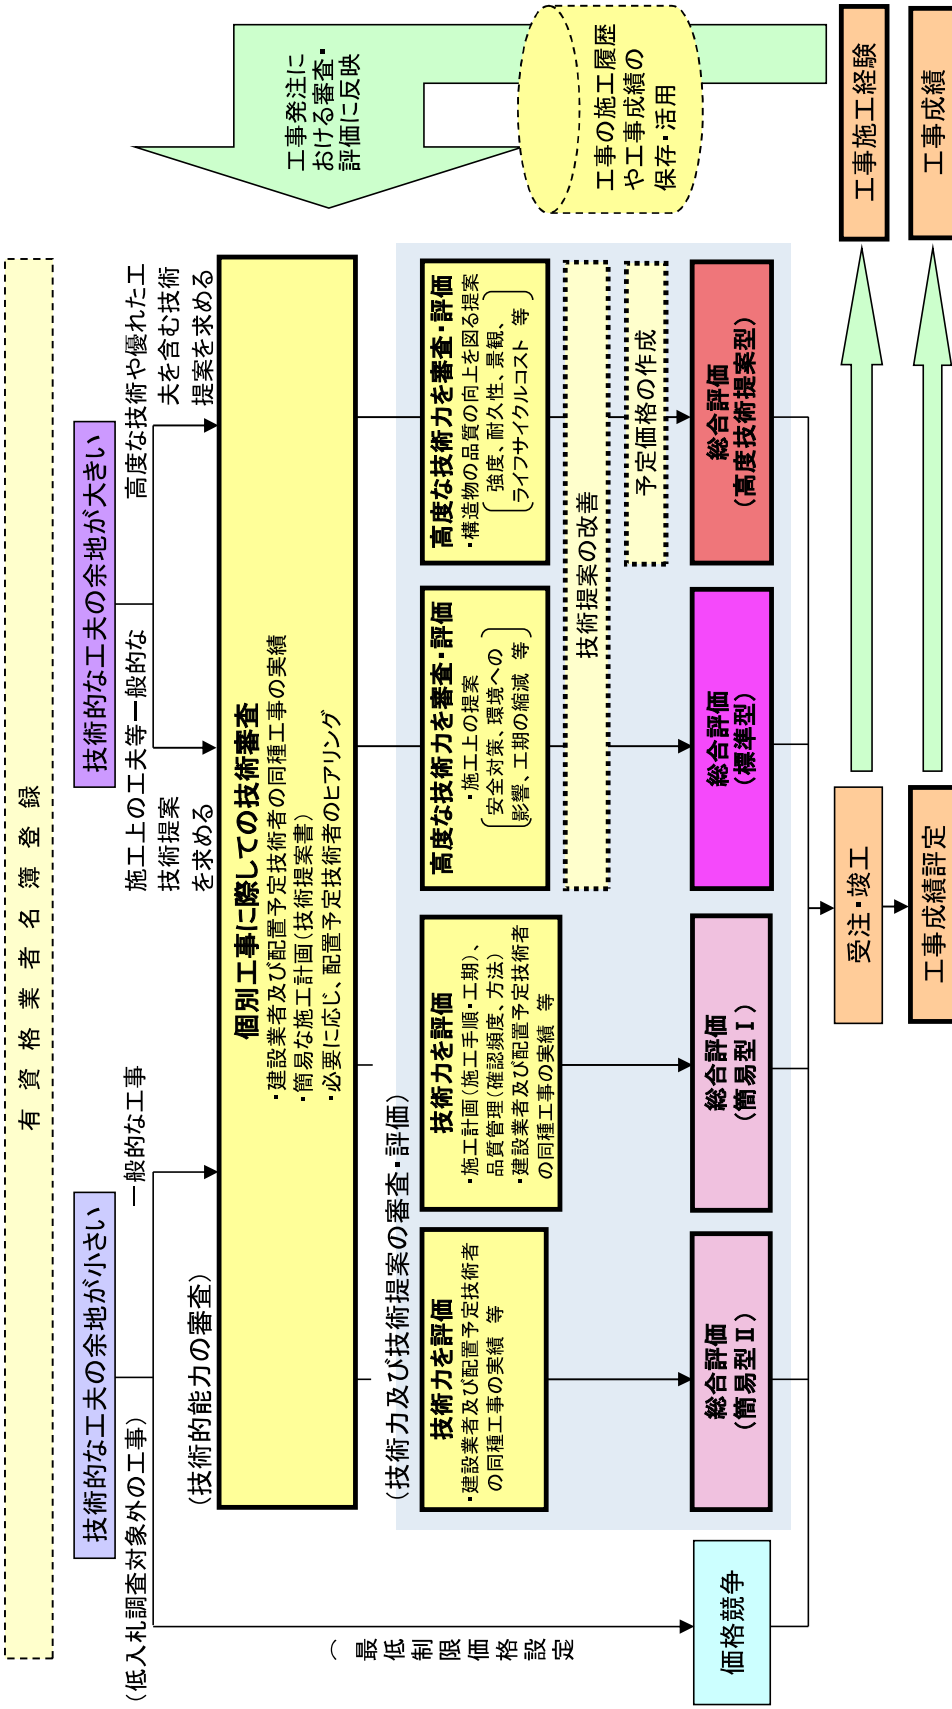 有資格業者名簿登録
技術的な工夫の余地が小さい
技術的な工夫の余地が大きい
（低入札調査対象外の工事）
一般的な工事
施工上の工夫等一般的な
技術提案
を求める
高度な技術や優れた工
夫を含む技術
提案を求める
（技術的能力の審査）
個別工事に際しての技術審査
・建設業者及び配置予定技術者の同種工事の実績
・簡易な施工計画（技術提案書）
・必要に応じ、配置予定技術者のヒアリング
（技術力及び技術提案の審査・評価）
（最低制限価格設定
技術力を評価
・建設業者及び配置予定技術者
の同種工事の実績 等
技術力を評価
・施工計画（施工手順・工期）、
品質管理（確認頻度、方法）
・建設業者及び配置予定技術者
の同種工事の実績 等
高度な技術力を審査・評価
・施工上の提案
（安全対策、環境への
影響、工期の縮減 等）
高度な技術力を審査・評価
・構造物の品質の向上を図る提案
（強度、耐久性、景観、
ライフサイクルコスト 等）
技術提案の改善
予定価格の作成
価格競争
総合評価
（簡易型Ⅱ）
総合評価
（簡易型Ⅰ）
総合評価
（標準型）
総合評価
（高度技術提案型）
受注・竣工
工事成績評定
工事施工経験
工事成績
工事発注に
おける審査・
評価に反映
工事の施工履歴
や工事成績の
保存・活用